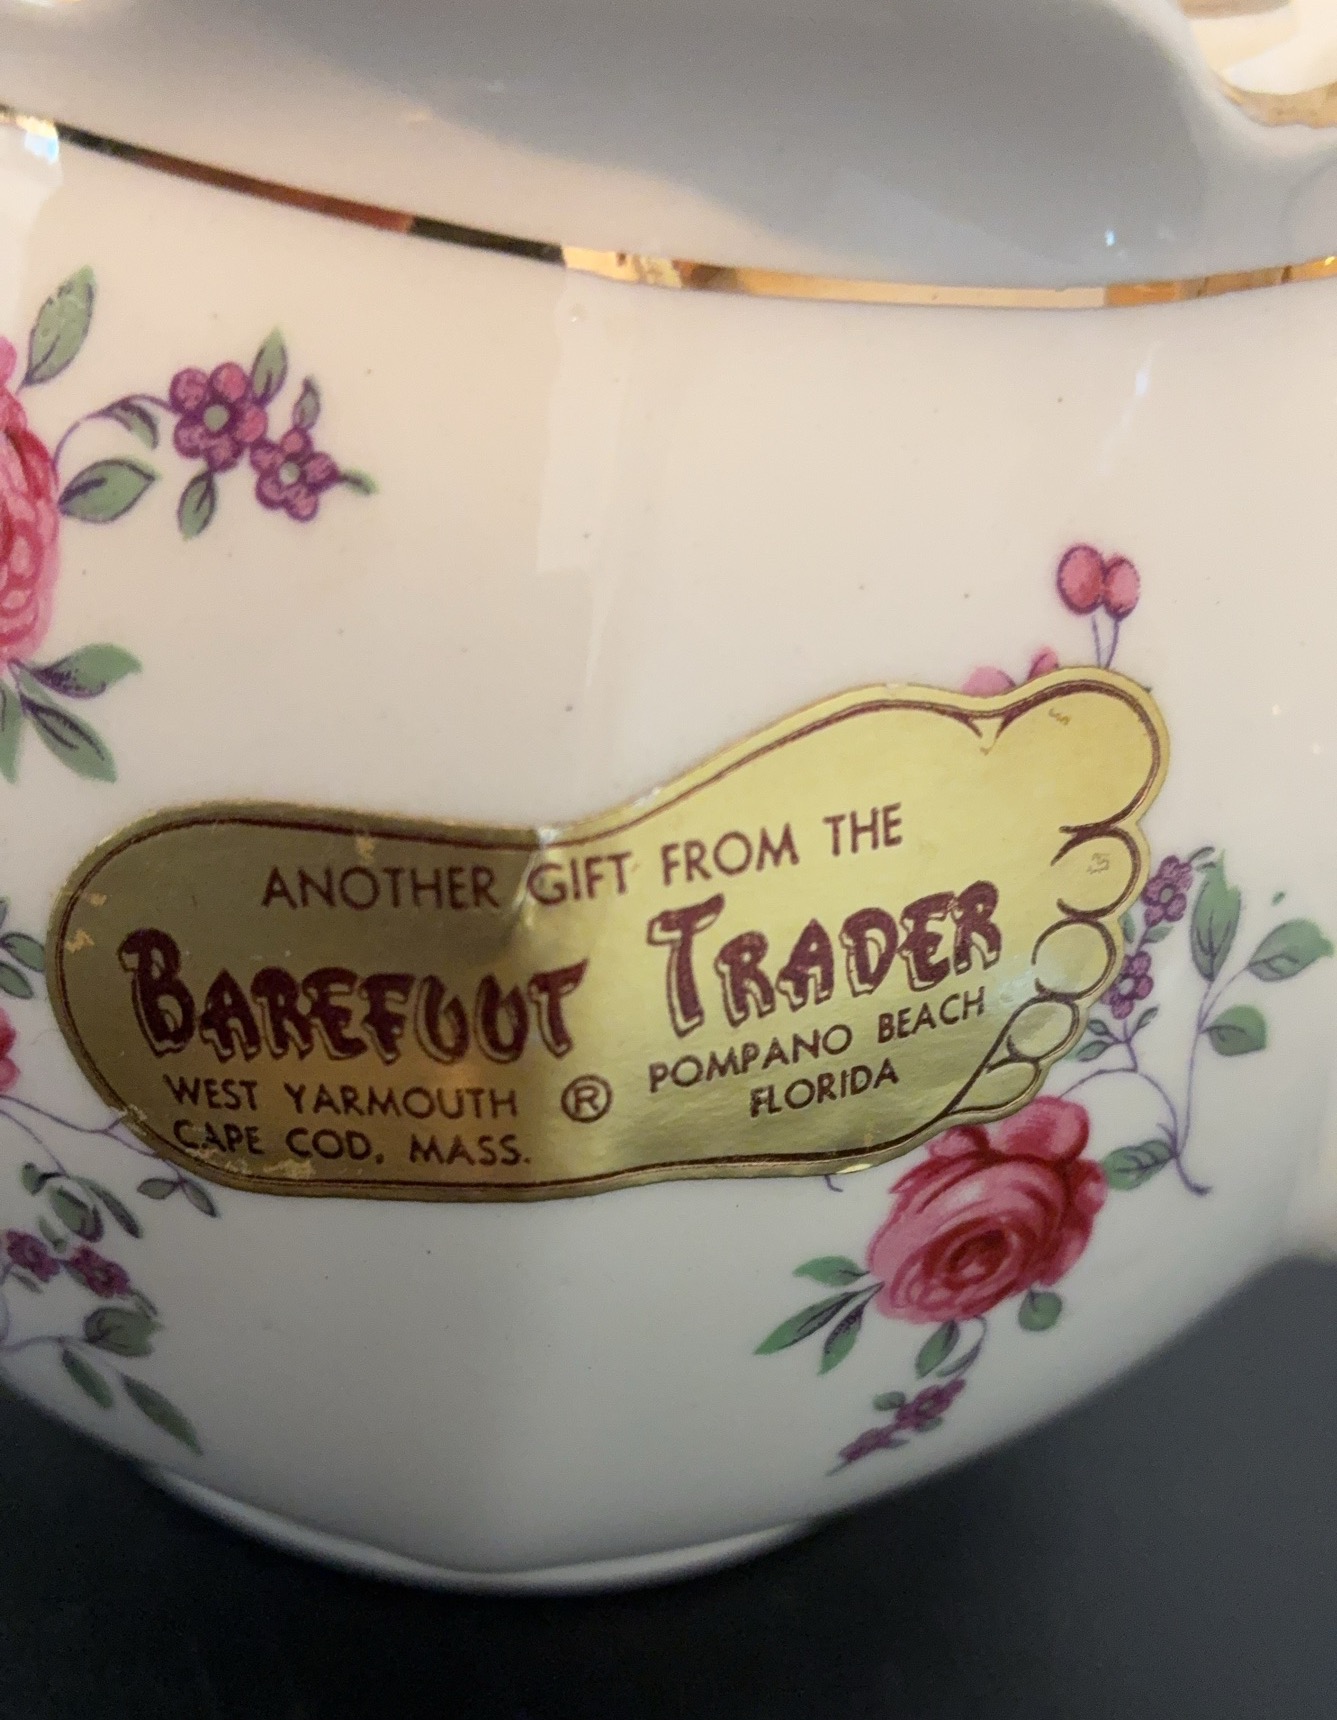 ANOTHER GIFT FROM THE
BAREFOOT TRADER
WEST YARMOUTH
CAPE COD, MASS.
®
POMPANO BEACH
FLORIDA